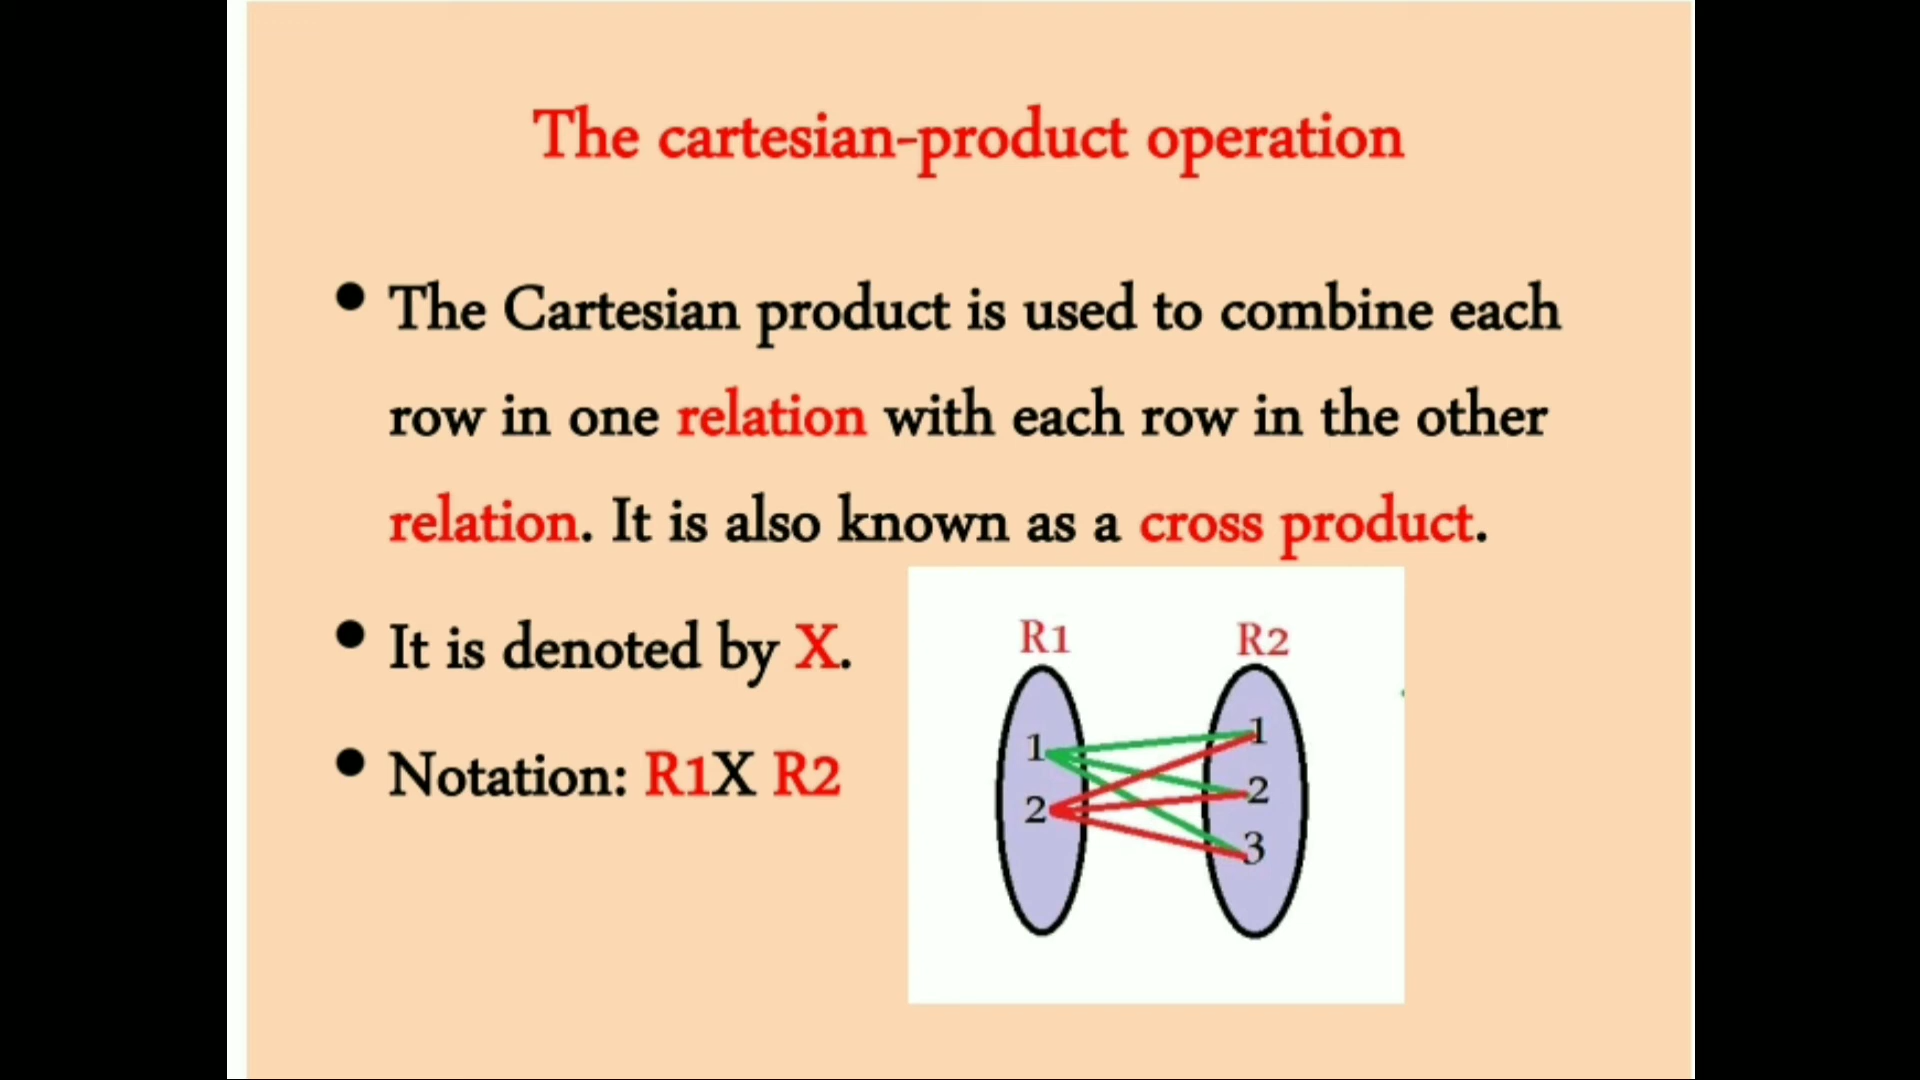 The cartesian-product operation
• The Cartesian product is used to combine each
row in one relation with each row in the other
relation. It is also known as a cross product.
• It is denoted by X.
• Notation: R1X R2
R1 R2
1 1
2 2
3